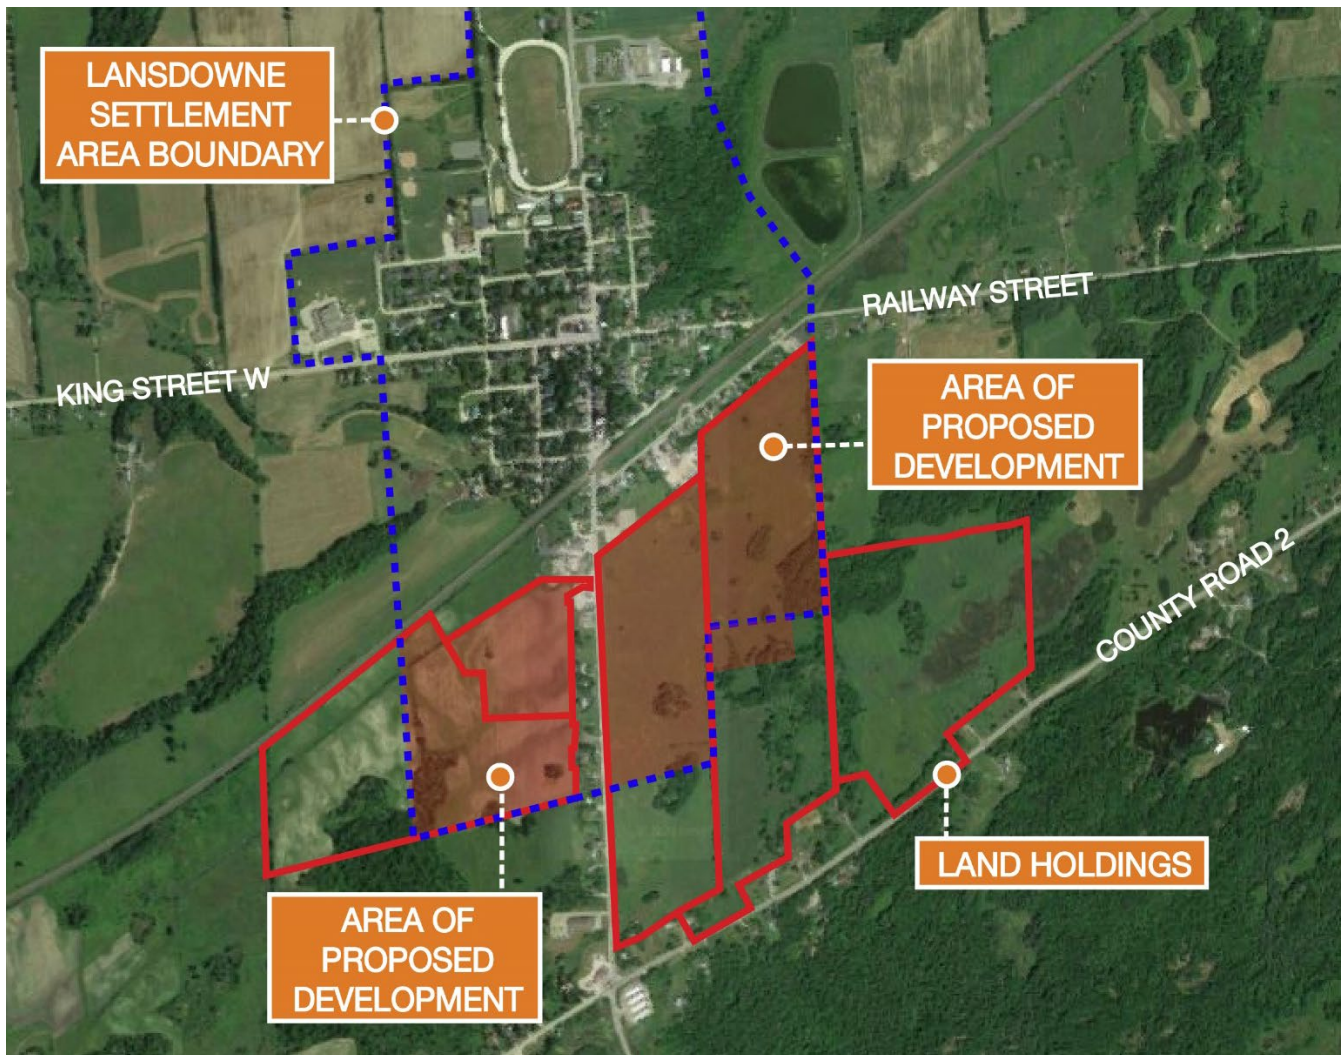 LANSDOWNE
SETTLEMENT
AREA BOUNDARY
RAILWAY STREET
KING STREET W
AREA OF
PROPOSED
DEVELOPMENT
COUNTY ROAD 2
LAND HOLDINGS
AREA OF
PROPOSED
DEVELOPMENT